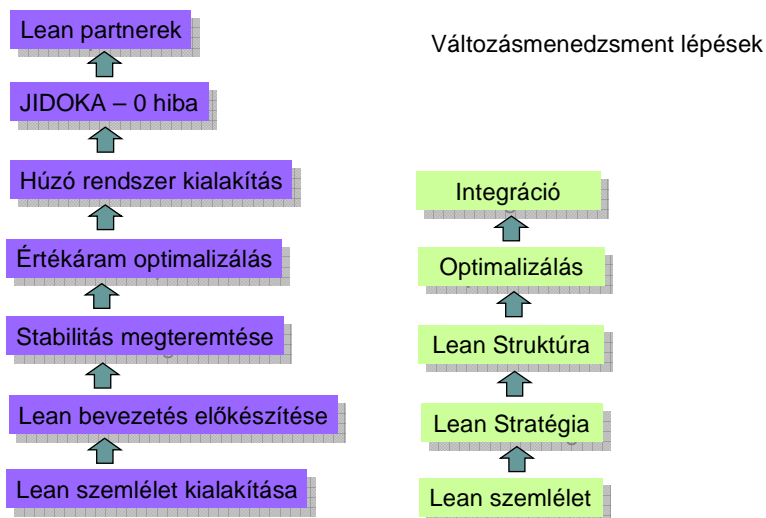 Lean partnerek
Változásmenedzsment lépések
JIDOKA – 0 hiba
Húzó rendszer kialakítás
Integráció
Értékáram optimalizálás
Optimalizálás
Stabilitás megteremtése
Lean Struktúra
Lean bevezetés előkészítése
Lean Stratégia
Lean szemlélet kialakítása
Lean szemlélet